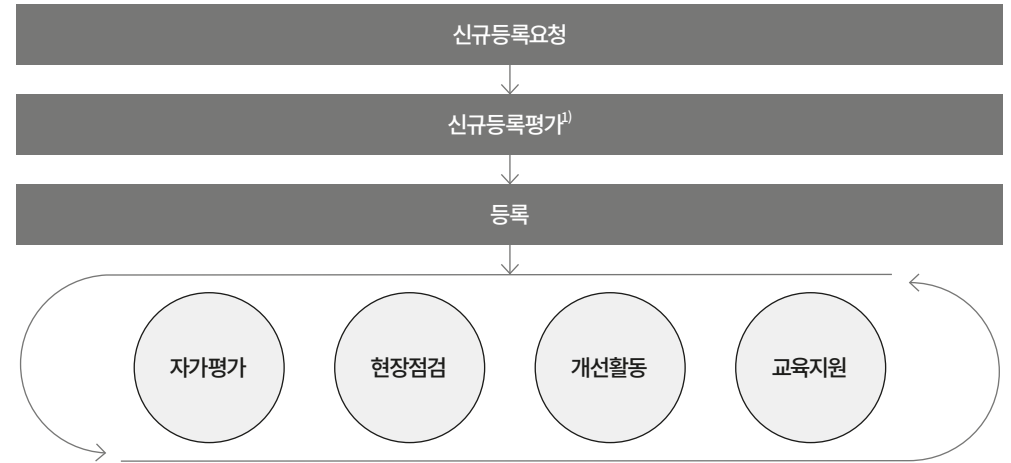 신규등록요청
신규등록평가1)
등록
자가평가
현장점검
개선활동
교육지원